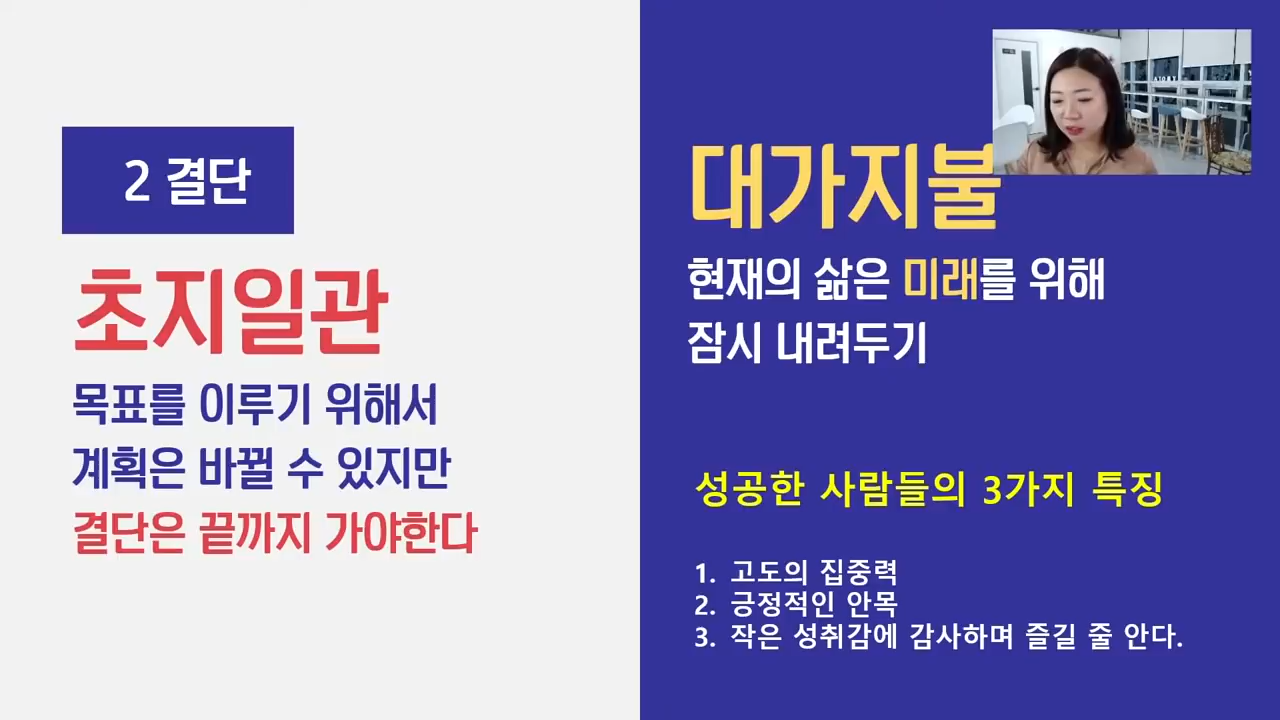 2 결단
초지일관
목표를 이루기 위해서
계획은 바뀔 수 있지만
결단은 끝까지 가야한다
대가지불
현재의 삶은 미래를 위해
잠시 내려두기
성공한 사람들의 3가지 특징
1. 고도의 집중력
2. 긍정적인 안목
3. 작은 성취감에 감사하며 즐길 줄 안다.